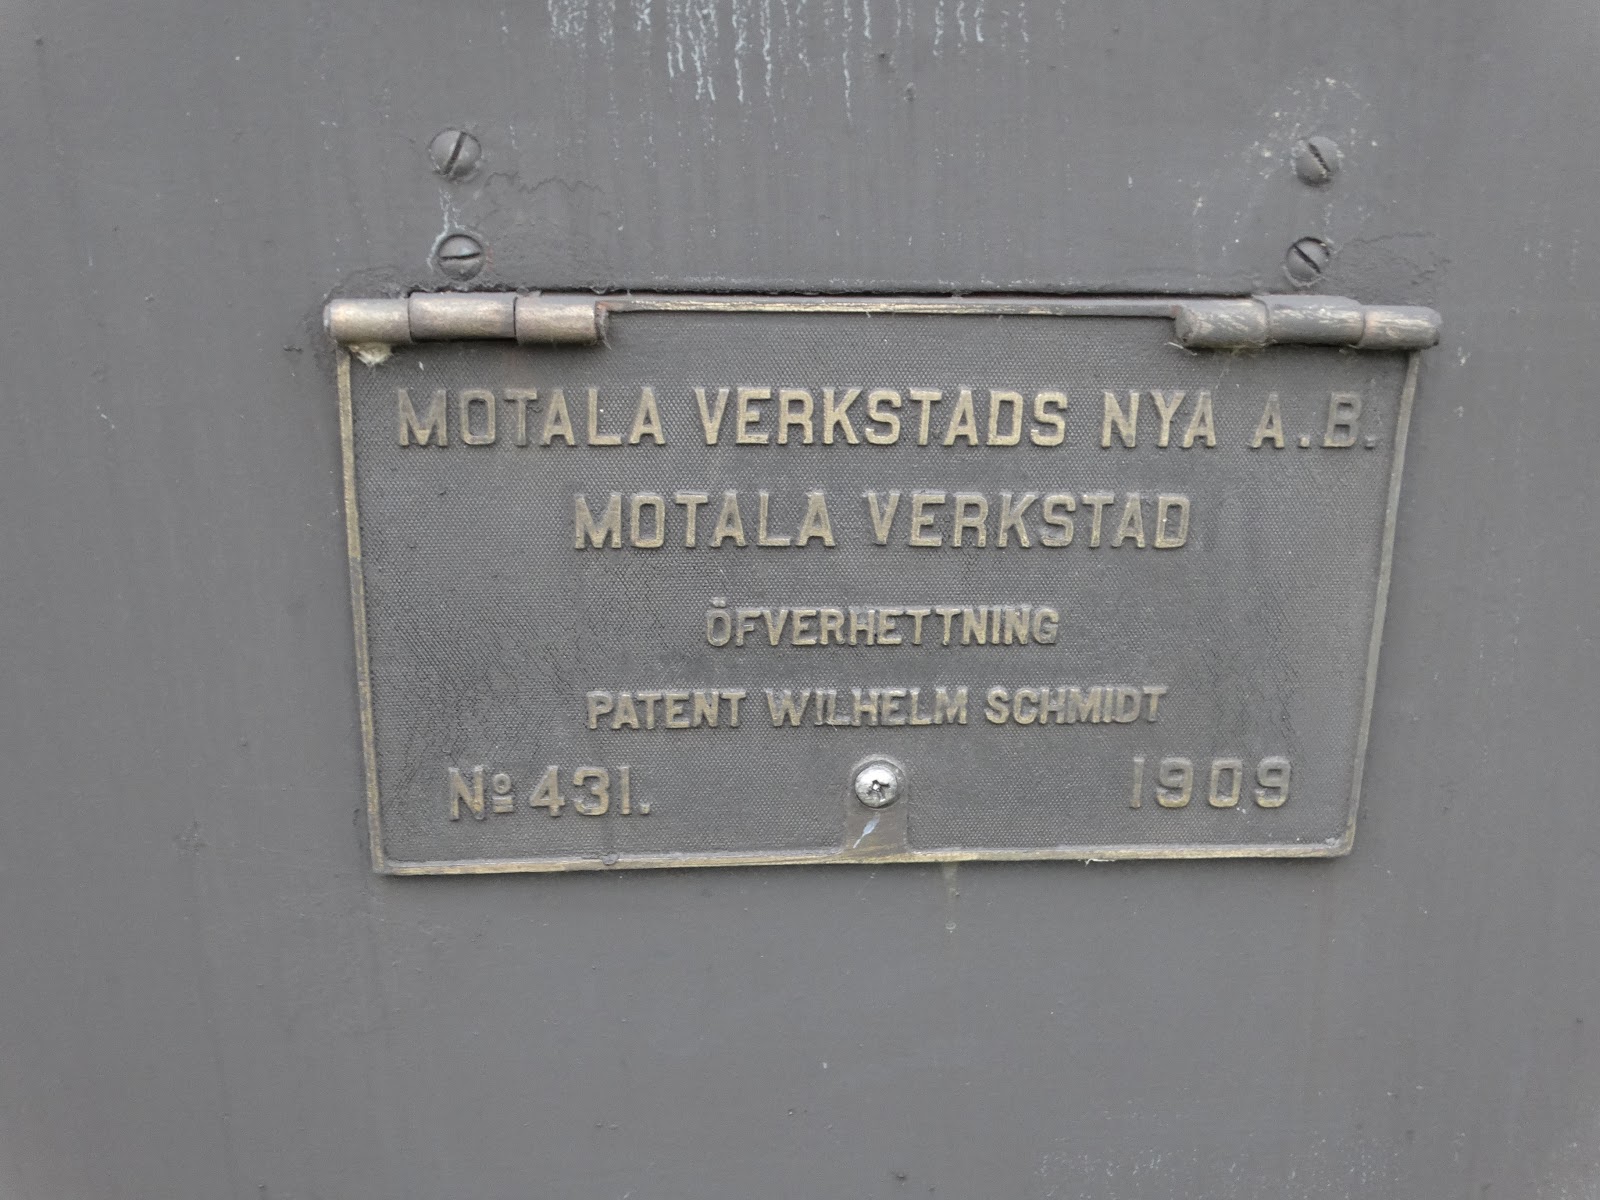 MOTALA VERKSTADS NYA A.B.
MOTALA VERKSTAD
ÖFVERHETTNING
PATENT WILHELM SCHMIDT
Nº 431. 1909